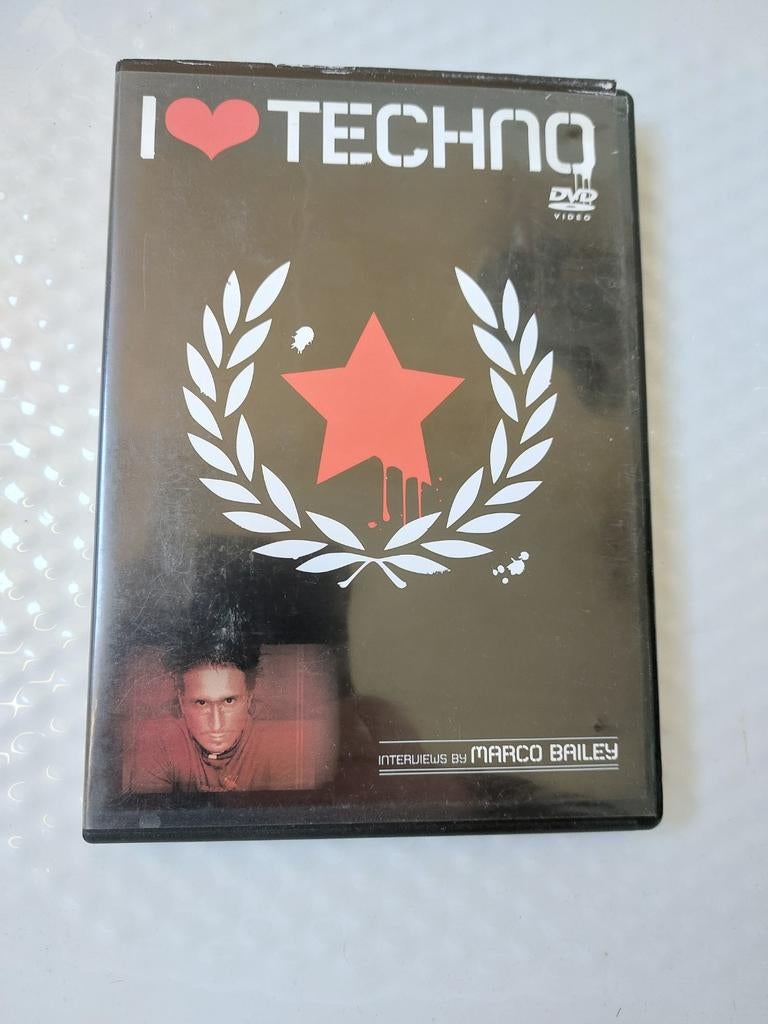 I ❤ TECHNO
DVD
VIDEO
INTERVIEWS BY MARCO BAILEY